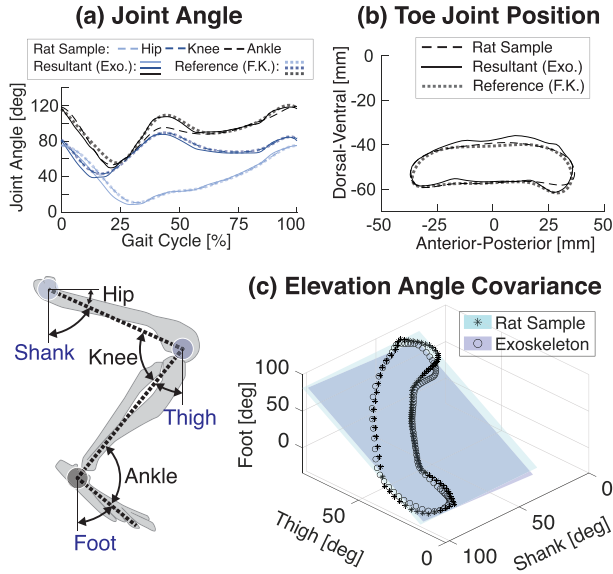 (a) Joint Angle
Rat Sample: Hip Knee Ankle
Resultant (Exo.): Reference (F.K.):
Joint Angle [deg]
120
80
40
0
0 25 50 75 100
Gait Cycle [%]
(b) Toe Joint Position
Rat Sample
Resultant (Exo.)
Reference (F.K.)
Dorsal-Ventral [mm]
0
-20
-40
-60
-50 -25 0 25 50
Anterior-Posterior [mm]
Hip
Shank
Knee
Thigh
Ankle
Foot
(c) Elevation Angle Covariance
Rat Sample
Exoskeleton
Foot [deg]
100
50
0
Thigh [deg]
50
0
Shank [deg]
100
50
0